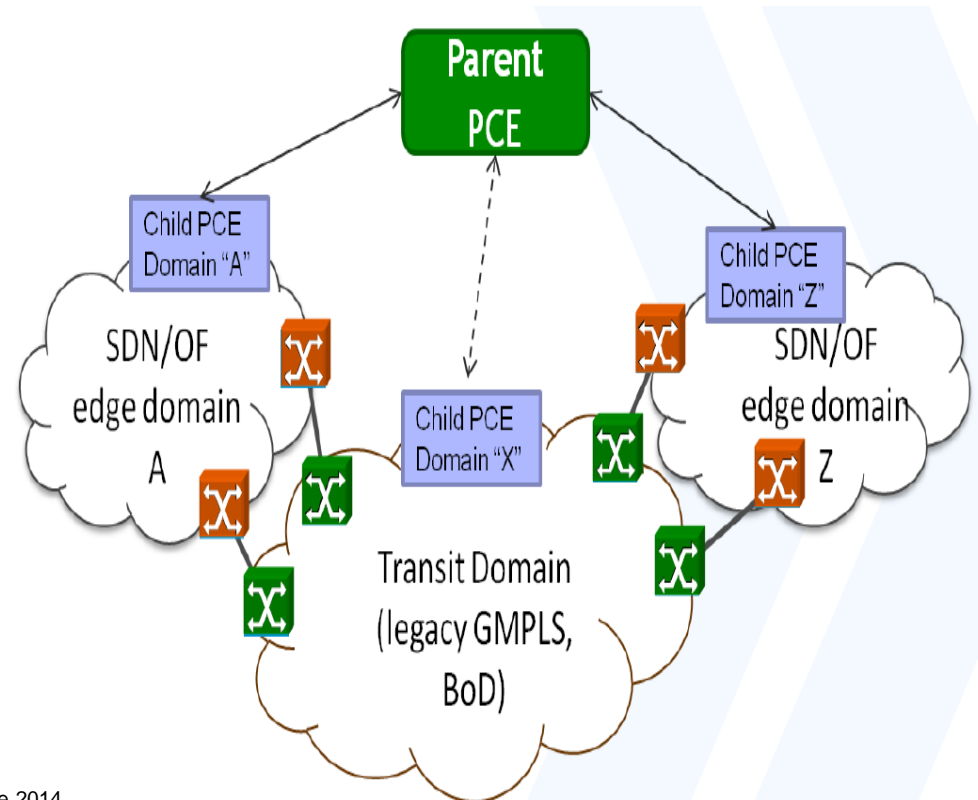 Parent
PCE
Child PCE
Domain “A”
Child PCE
Domain “Z”
SDN/OF
edge domain
A
SDN/OF
edge domain
Z
Child PCE
Domain “X”
Transit Domain
(legacy GMPLS,
BoD)
2014